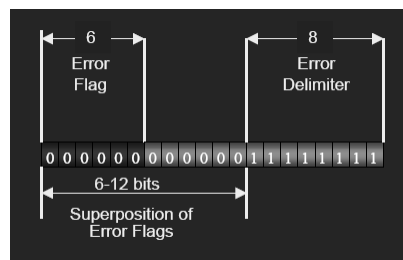 6 8
Error Error
Flag Delimiter
0 0 0 0 0 0 0 0 0 0 0 0 1 1 1 1 1 1 1 1
6-12 bits
Superposition of
Error Flags